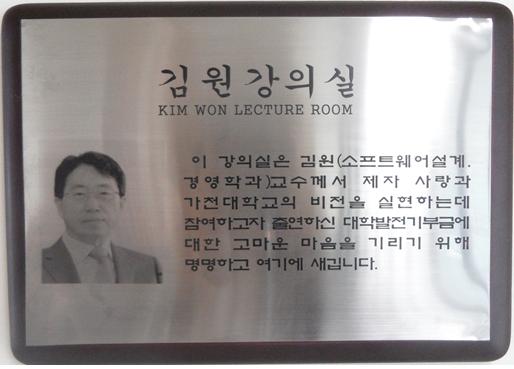 김원강의실
KIM WON LECTURE ROOM
이 강의실은 김원(소프트웨어설계.
경영학과)교수께서 제자 사랑과
가천대학교의 비전을 실현하는데
참여하고자 출연하신 대학발전기부금에
대한 고마운 마음을 기리기 위해
명명하고 여기에 새깁니다.